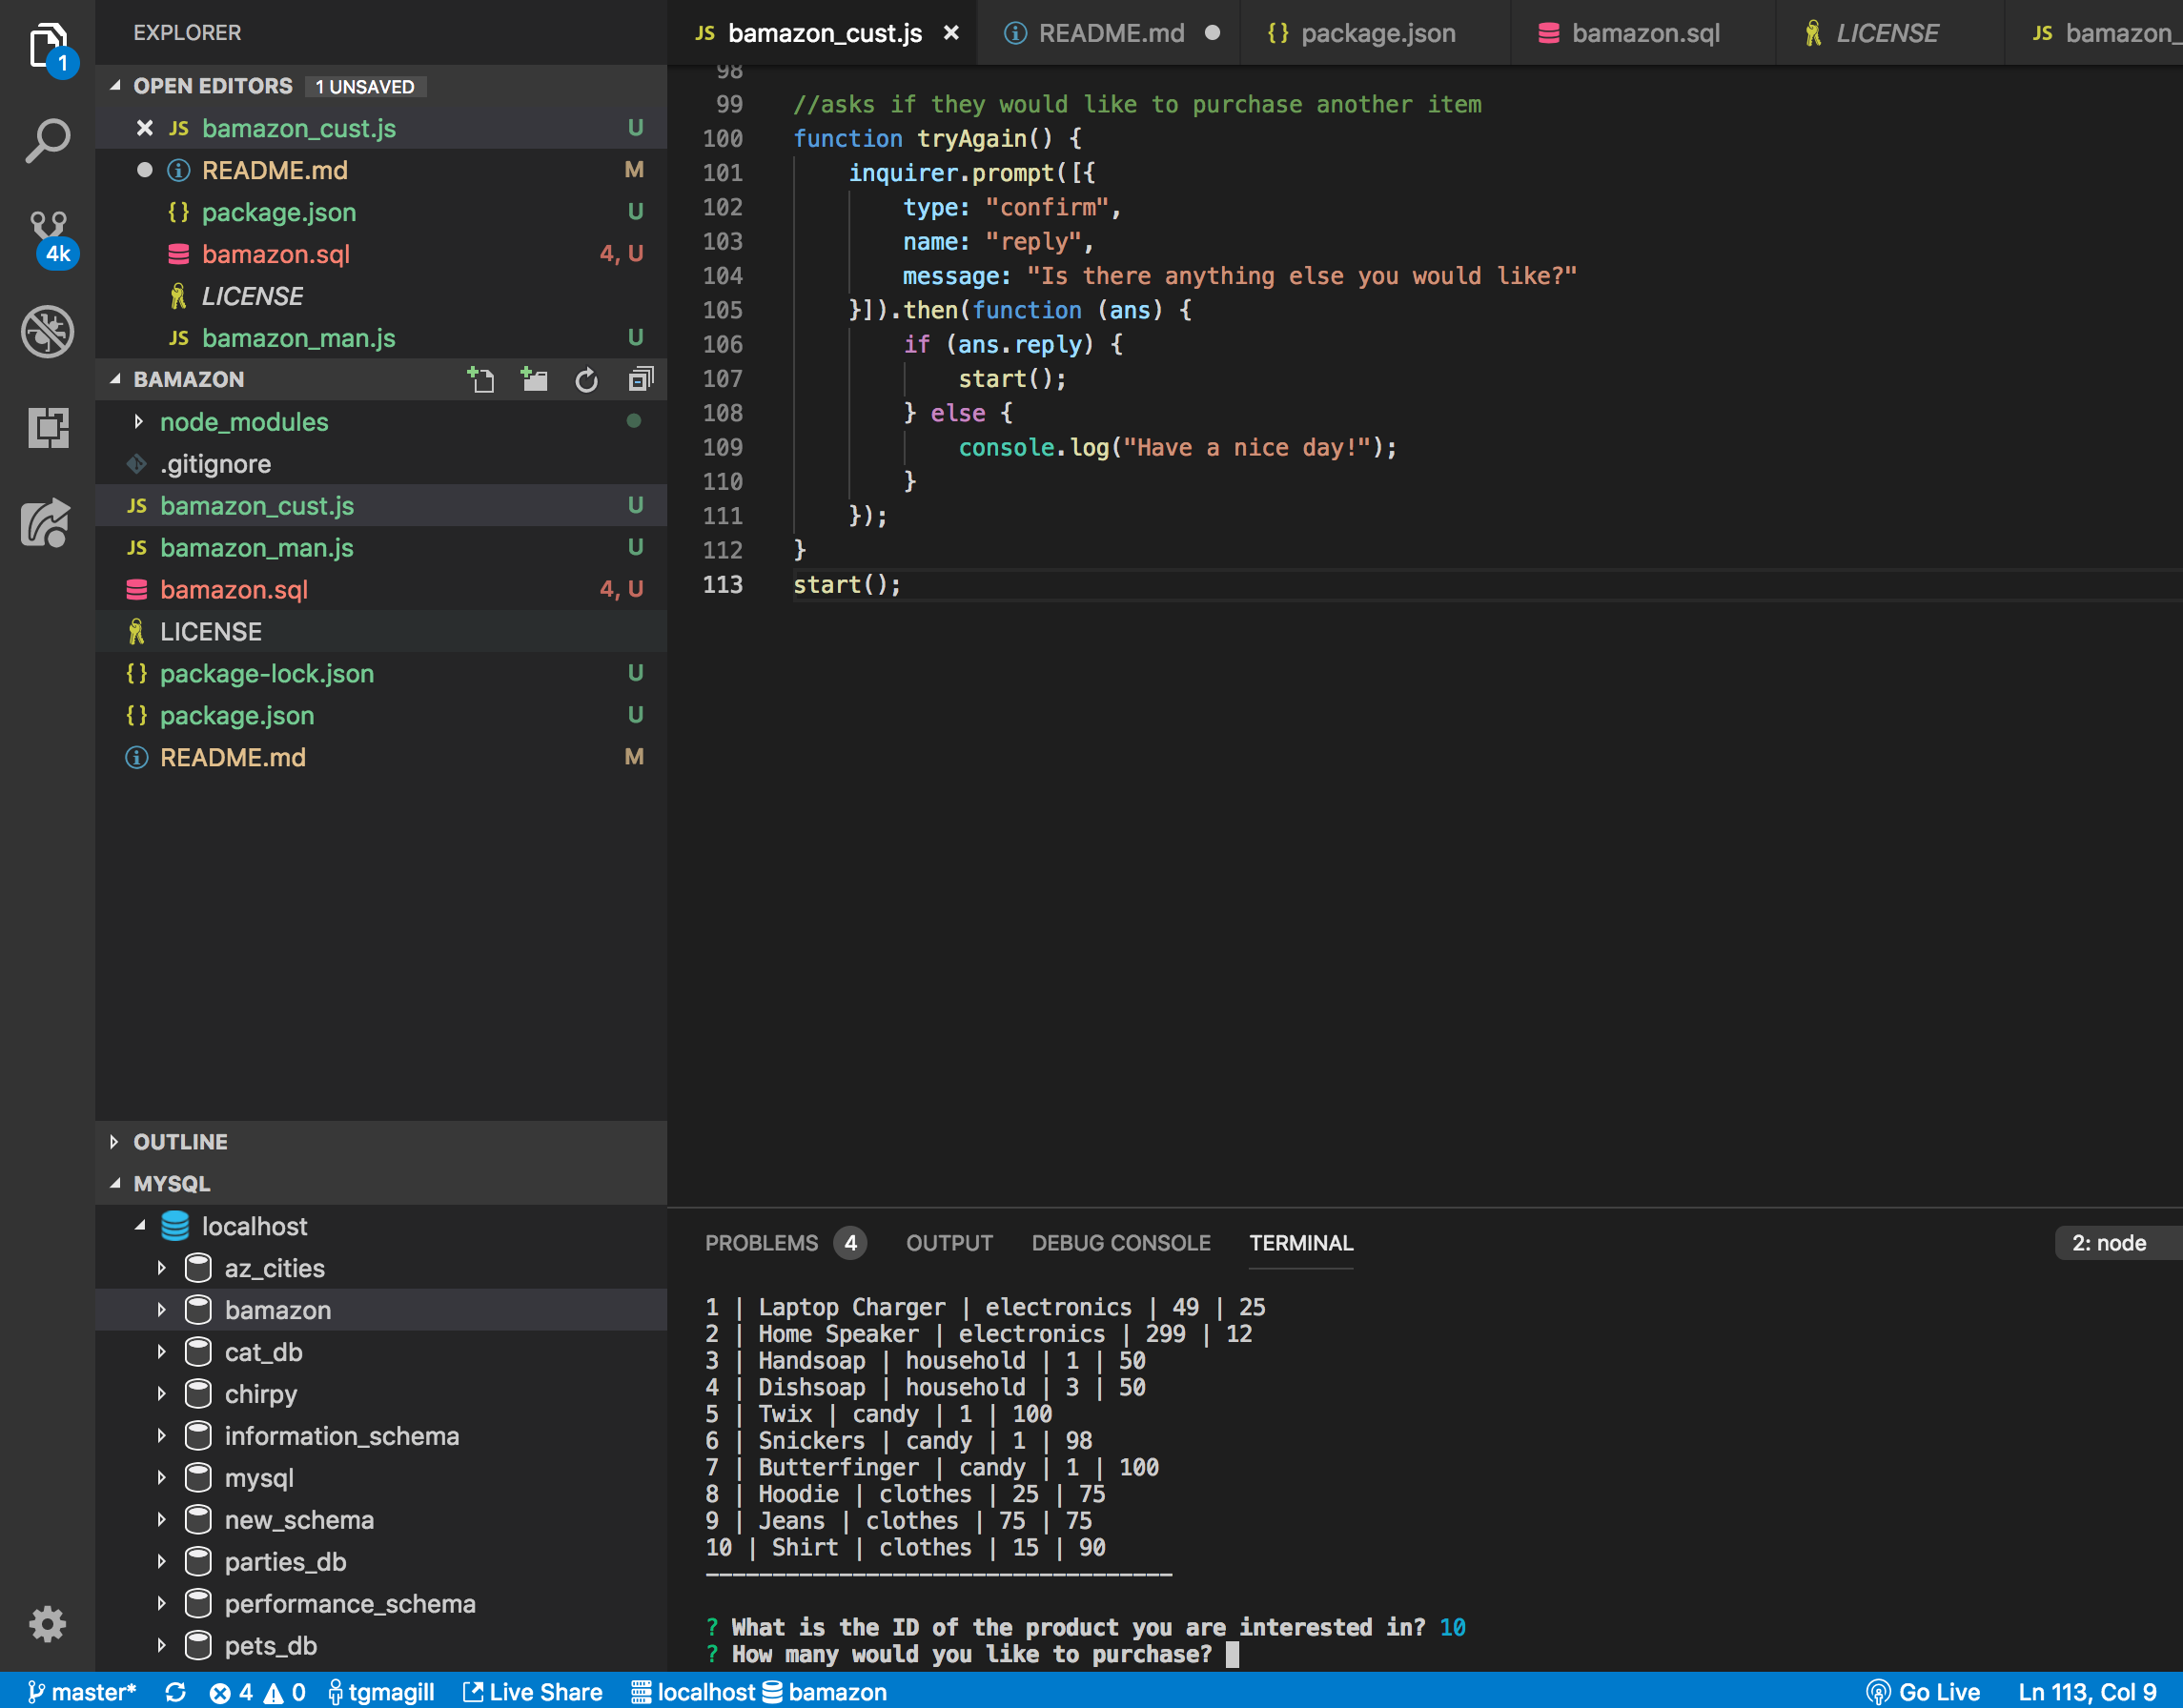 EXPLORER
OPEN EDITORS 1 UNSAVED
JS bamazon_cust.js U
README.md M
{} package.json U
bamazon.sql 4, U
LICENSE
JS bamazon_man.js U
BAMAZON
node_modules
.gitignore
JS bamazon_cust.js U
JS bamazon_man.js U
bamazon.sql 4, U
LICENSE
{} package-lock.json U
{} package.json U
README.md M
OUTLINE
MYSQL
localhost
az_cities
bamazon
cat_db
chirpy
information_schema
mysql
new_schema
parties_db
performance_schema
pets_db
1
4k
JS bamazon_cust.js README.md {} package.json bamazon.sql LICENSE JS bamazon_
98
99 //asks if they would like to purchase another item
100 function tryAgain() {
101 inquirer.prompt([{
102 type: "confirm",
103 name: "reply",
104 message: "Is there anything else you would like?"
105 }]).then(function (ans) {
106 if (ans.reply) {
107 start();
108 } else {
109 console.log("Have a nice day!");
110 }
111 });
112 }
113 start();
PROBLEMS 4 OUTPUT DEBUG CONSOLE TERMINAL 2: node
1 | Laptop Charger | electronics | 49 | 25
2 | Home Speaker | electronics | 299 | 12
3 | Handsoap | household | 1 | 50
4 | Dishsoap | household | 3 | 50
5 | Twix | candy | 1 | 100
6 | Snickers | candy | 1 | 98
7 | Butterfinger | candy | 1 | 100
8 | Hoodie | clothes | 25 | 75
9 | Jeans | clothes | 75 | 75
10 | Shirt | clothes | 15 | 90
-----------------------------------
? What is the ID of the product you are interested in? 10
? How many would you like to purchase?
master* 4 0 tgmagill Live Share localhost bamazon Go Live Ln 113, Col 9